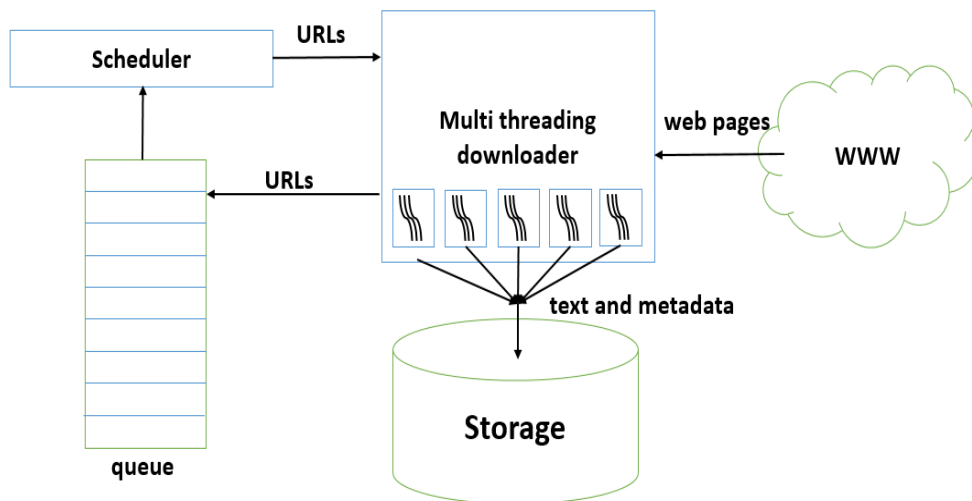 URLs
Scheduler
Multi threading
downloader
web pages
WWW
URLs
text and metadata
Storage
queue